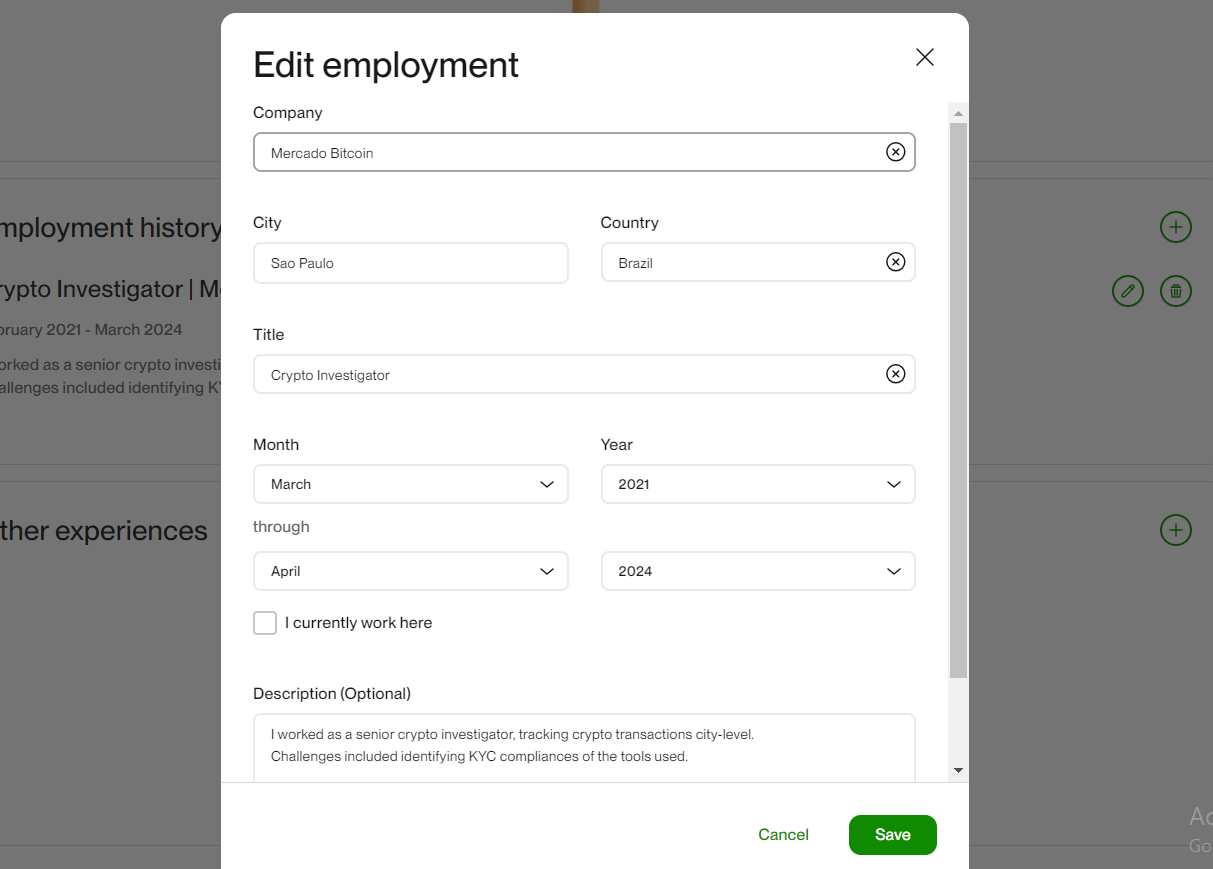 Edit employment
Company
Mercado Bitcoin
City
Country
Sao Paulo
Brazil
Title
Crypto Investigator
Month
Year
March
2021
through
April
2024
I currently work here
Description (Optional)
I worked as a senior crypto investigator, tracking crypto transactions city-level.
Challenges included identifying KYC compliances of the tools used.
Cancel
Save
mployment history
rypto Investigator | M
bruary 2021 - March 2024
orked as a senior crypto investi
allenges included identifying K
ther experiences
Go